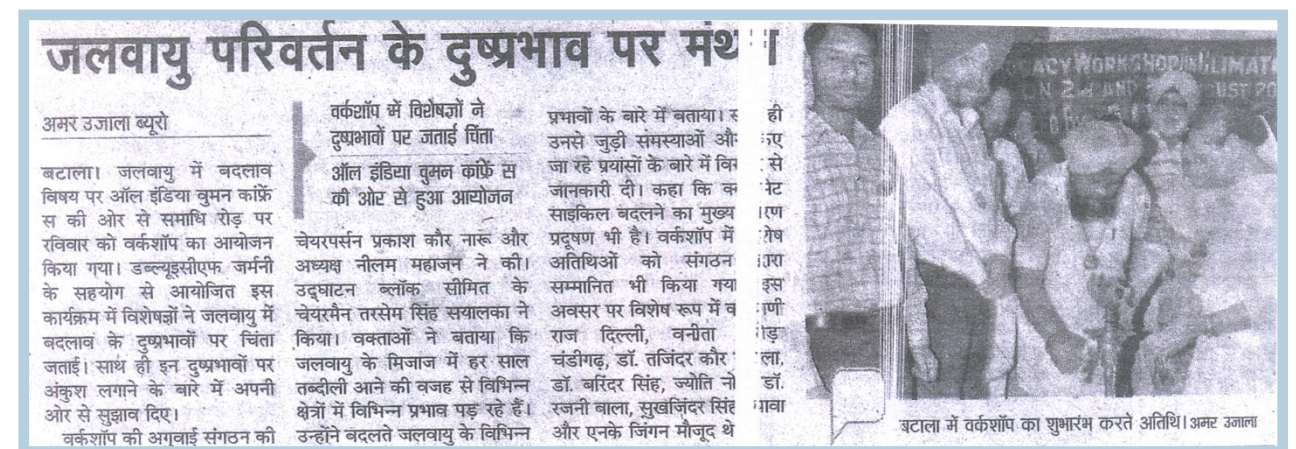 जलवायु परिवर्तन के दुष्प्रभाव पर
अमर उजाला ब्यूरो
बटाला। जलवायु में बदलाव
विषय पर ऑल इंडिया वुमन कांफ्रें
स की ओर से समाधि रोड़ पर
रविवार को वर्कशॉप का आयोजन
किया गया। डब्ल्यूइसीएफ जर्मनी
के सहयोग से आयोजित इस
कार्यक्रम में विशेषज्ञों ने जलवायु में
बदलाव के दुष्प्रभावों पर चिंता
जताई। साथ ही इन दुष्प्रभावों पर
अंकुश लगाने के बारे में अपनी
ओर से सुझाव दिए।
वर्कशॉप की अगुवाई संगठन की
वर्कशॉप में विशेषज्ञों ने
दुष्प्रभावों पर जताई चिंता
ऑल इंडिया वुमन कांफ्रें स
की ओर से हुआ आयोजन
चेयरपर्सन प्रकाश कौर नारू और
अध्यक्ष नीलम महाजन ने की।
उद्घाटन ब्लॉक सीमित के
चेयरमैन तरसेम सिंह सयालका ने
किया। वक्ताओं ने बताया कि
जलवायु के मिजाज में हर साल
तब्दीली आने की वजह से विभिन्न
क्षेत्रों में विभिन्न प्रभाव पड़ रहे हैं।
उन्होंने बदलते जलवायु के विभिन्न
प्रभावों के बारे में बताया। ही
उनसे जुड़ी समस्याओं
जा रहे प्रयांसों के बारे में से
जानकारी दी। कहा कि
साइकिल बदलने का मुख्य
प्रदूषण भी है। वर्कशॉप में
अतिथिओं को संगठन
सम्मानित भी किया गया इस
अवसर पर विशेष रूप में
राज दिल्ली, वनीता
चंडीगढ़, डॉ. तजिंदर कौर
डॉ. बरिंदर सिंह, ज्योति डॉ.
रजनी बाला, सुखजिंदर
और एनके जिंगन मौजूद थे
WORKSHOP
2nd AND
बटाला में वर्कशॉप का शुभारंभ करते अतिथि। अमर उजाला